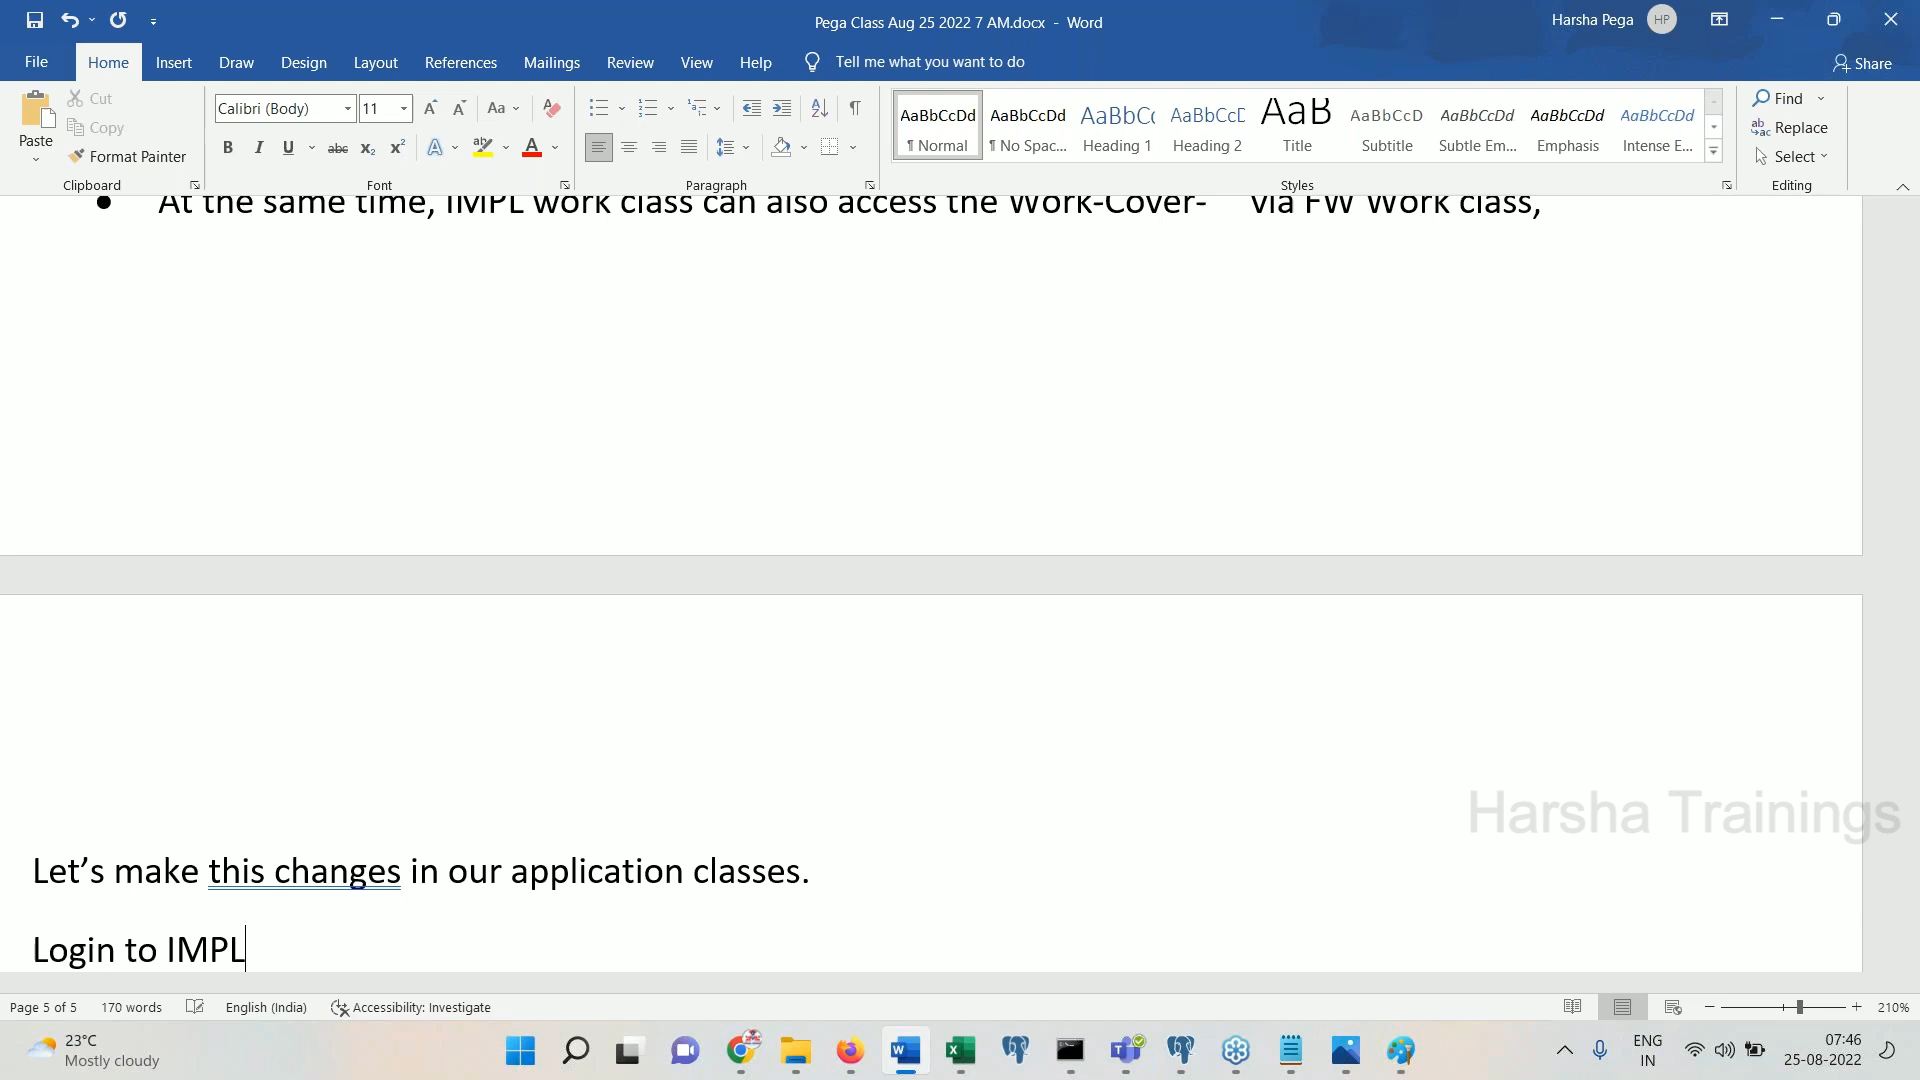 Pega Class Aug 25 2022 7 AM.docx - Word
Harsha Pega HP
File Home Insert Draw Design Layout References Mailings Review View Help Tell me what you want to do Share
Paste
Cut
Copy
Format Painter
Clipboard
Calibri (Body) 11
Font
Paragraph
AaBbCcDd AaBbCcDd AaBbC( AaBbCcC AaB AaBbCcD AaBbCcDd AaBbCcDd AaBbCcDd
¶ Normal ¶ No Spac... Heading 1 Heading 2 Title Subtitle Subtle Em... Emphasis Intense E...
Styles
Find
Replace
Select
Editing
• At the same time, IMPL work class can also access the Work-Cover- via FW Work class,
Harsha Trainings
Let’s make this changes in our application classes.
Login to IMPL
Page 5 of 5 170 words English (India) Accessibility: Investigate 210%
23°C
Mostly cloudy
ENG
IN
07:46
25-08-2022